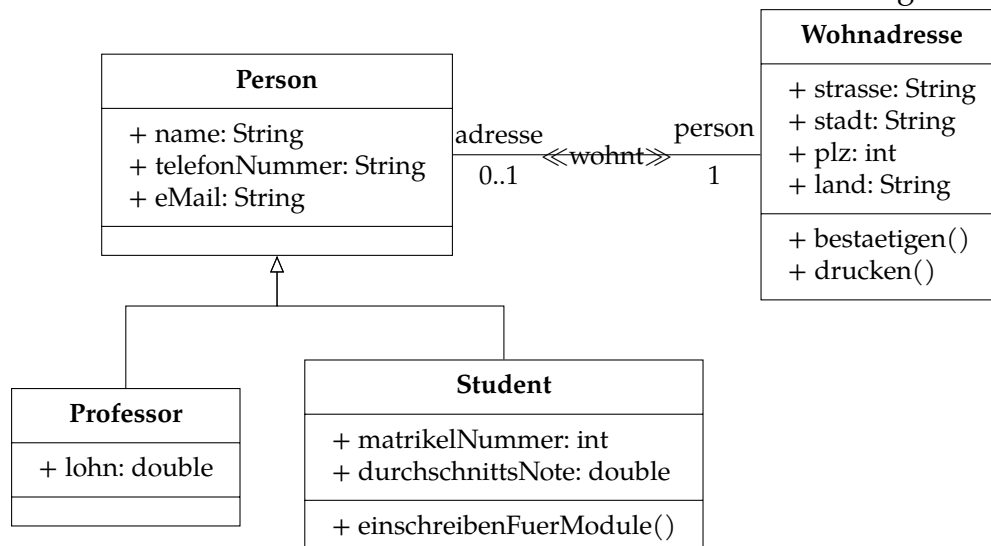 Wohnadresse
+ strasse: String
+ stadt: String
+ plz: int
+ land: String
+ bestaetigen()
+ drucken()
Person
+ name: String
+ telefonNummer: String
+ eMail: String
adresse
0..1
≪wohnt≫
person
1
Professor
+ lohn: double
Student
+ matrikelNummer: int
+ durchschnittsNote: double
+ einschreibenFuerModule()